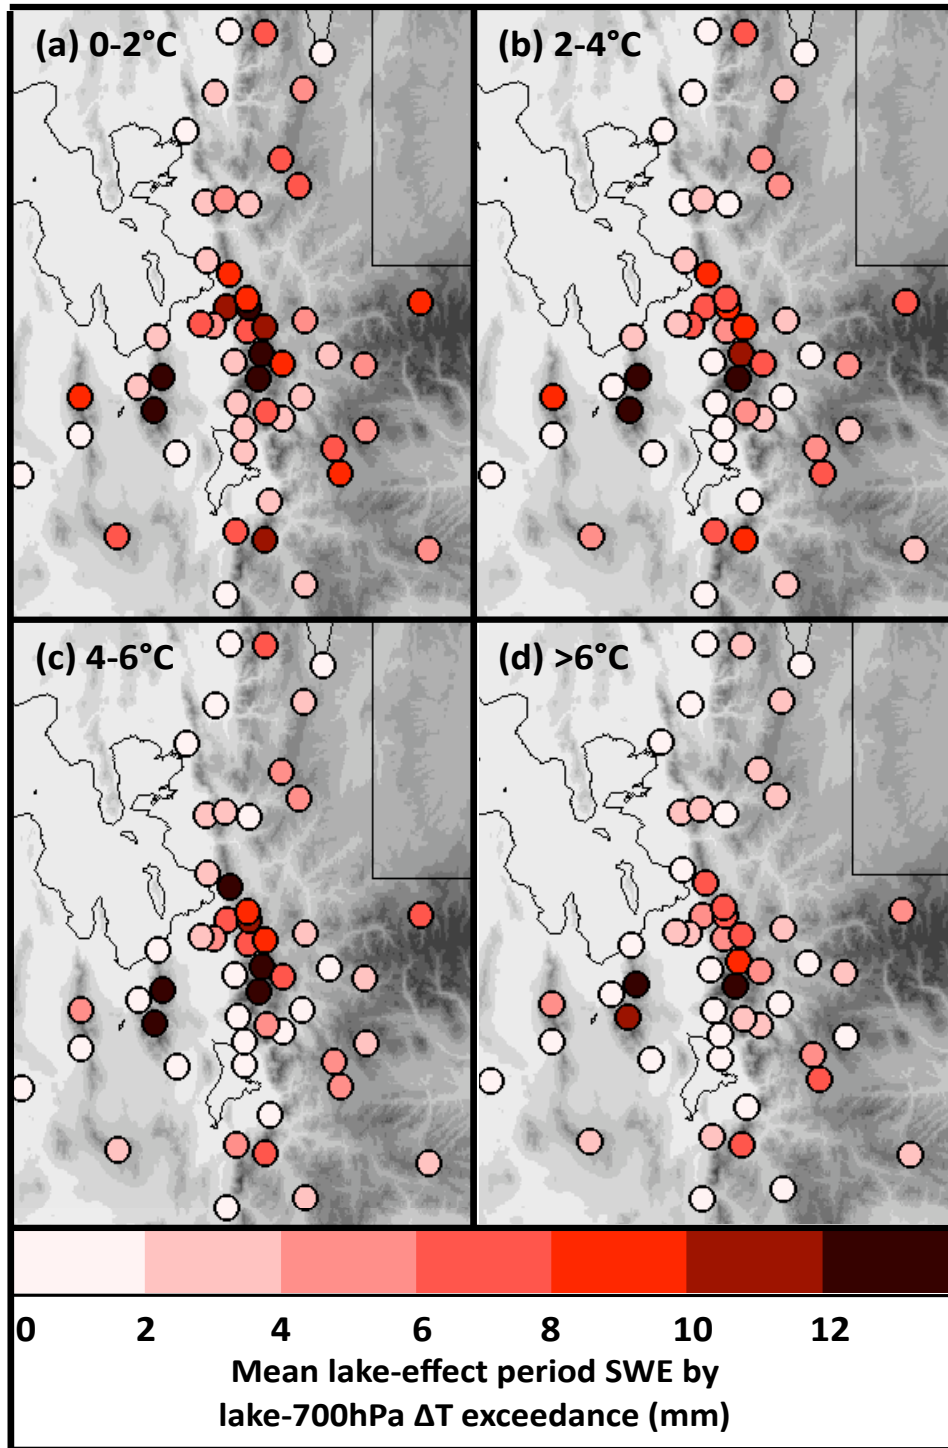 (a) 0-2°C
(b) 2-4°C
(c) 4-6°C
(d) >6°C
0 2 4 6 8 10 12
Mean lake-effect period SWE by
lake-700hPa ΔT exceedance (mm)